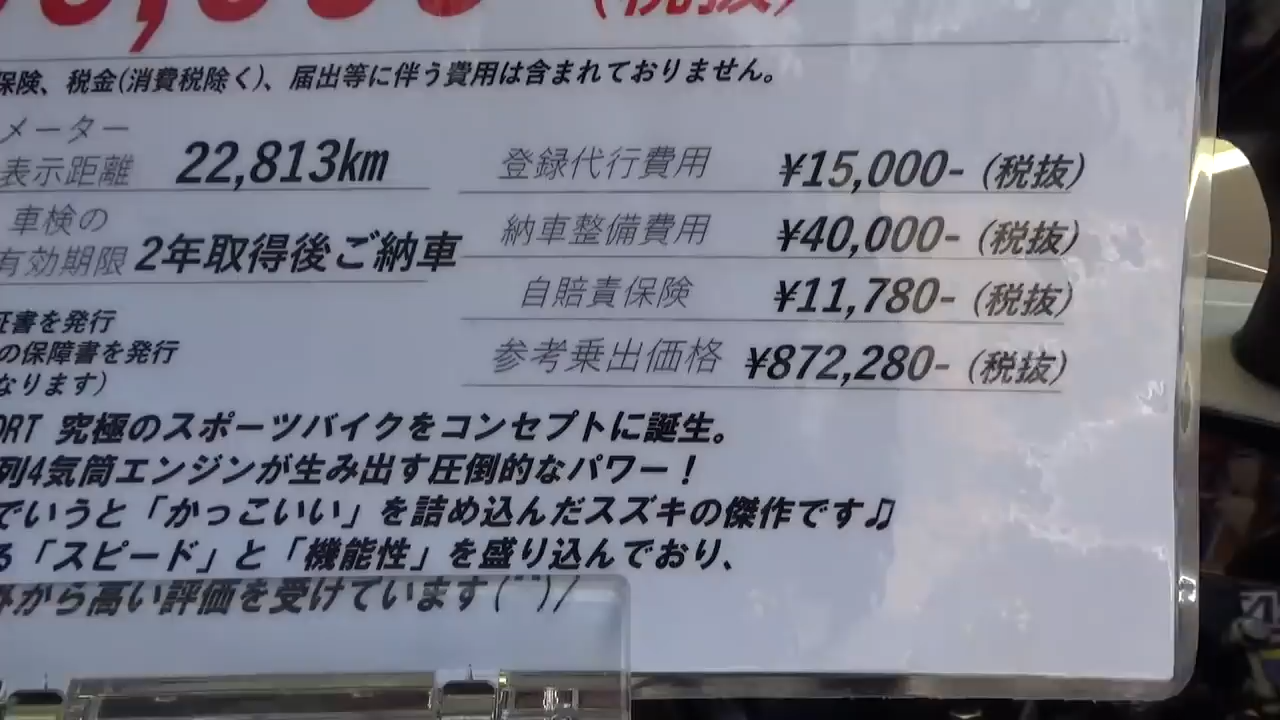 (税抜)
保険、税金(消費税除く)、届出等に伴う費用は含まれておりません。
メーター
表示距離 22,813km
登録代行費用 ¥15,000- (税抜)
車検の
有効期限 2年取得後ご納車
納車整備費用 ¥40,000- (税抜)
自賠責保険 ¥11,780- (税抜)
参考乗出価格 ¥872,280- (税抜)
証書を発行
の保障書を発行
なります)
ORT 究極のスポーツバイクをコンセプトに誕生。
列4気筒エンジンが生み出す圧倒的なパワー!
でいうと「かっこいい」を詰め込んだスズキの傑作です♫
る「スピード」と「機能性」を盛り込んでおり、
外から高い評価を受けています(^^)/